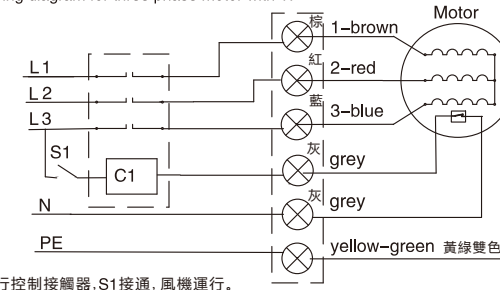 Motor
棕 1-brown
L1
紅 2-red
L2
藍 3-blue
L3
S1
灰 grey
C1
灰 grey
N
PE
yellow-green 黃綠雙色
行控制接觸器,S1接通,風機運行。